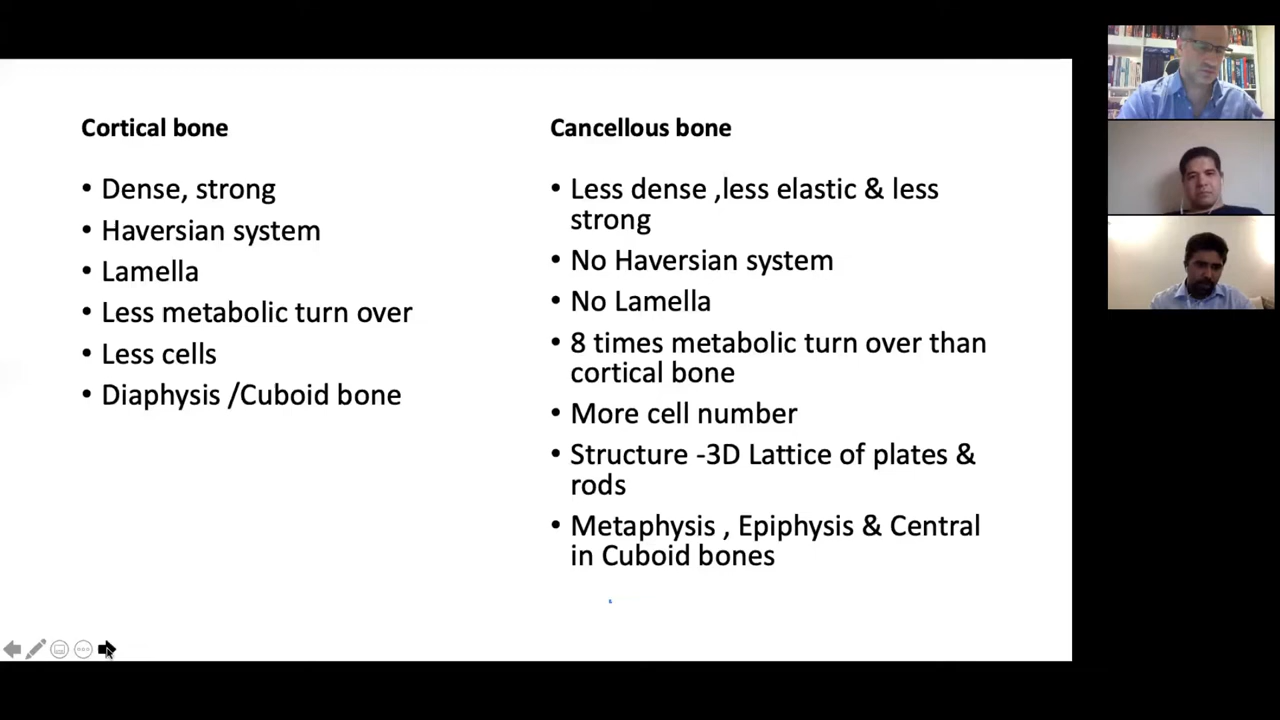 Cortical bone
• Dense, strong
• Haversian system
• Lamella
• Less metabolic turn over
• Less cells
• Diaphysis /Cuboid bone
Cancellous bone
• Less dense ,less elastic & less
strong
• No Haversian system
• No Lamella
• 8 times metabolic turn over than
cortical bone
• More cell number
• Structure -3D Lattice of plates &
rods
• Metaphysis , Epiphysis & Central
in Cuboid bones